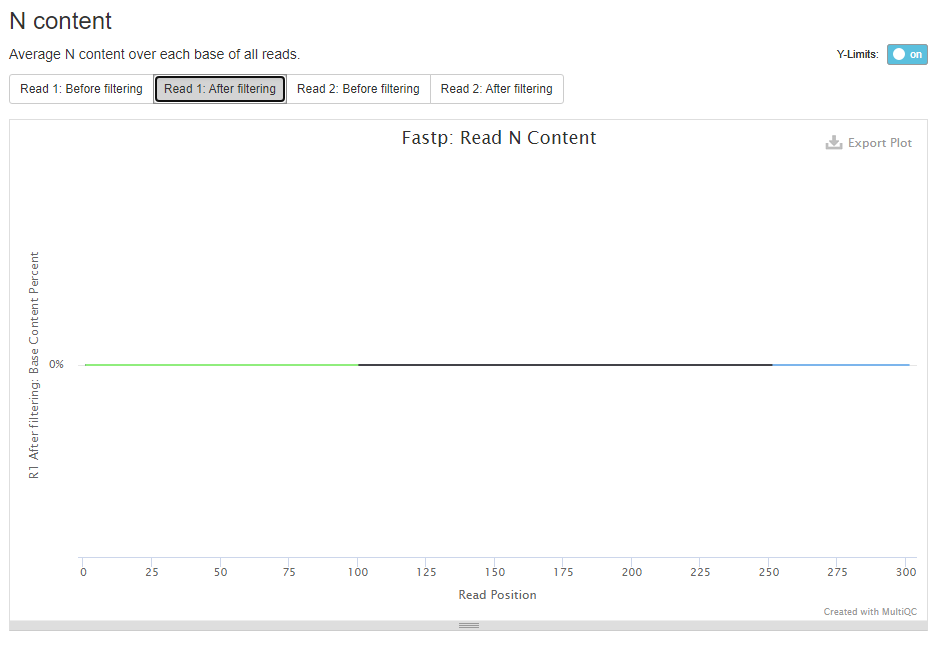 N content
Average N content over each base of all reads.
Y-Limits: on
Read 1: Before filtering Read 1: After filtering Read 2: Before filtering Read 2: After filtering
Fastp: Read N Content
Export Plot
R1 After filtering: Base Content Percent
0%
0 25 50 75 100 125 150 175 200 225 250 275 300
Read Position
Created with MultiQC